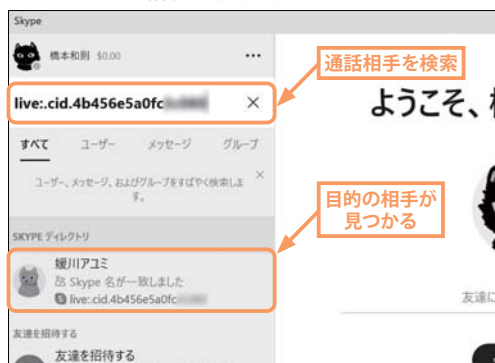 Skype
橋本和則 $0.00
live:.cid.4b456e5a0fc
通話相手を検索
ようこそ、
すべて ユーザー メッセージ グループ
ユーザー、メッセージ、およびグループをすばやく検索しま
す。
目的の相手が
見つかる
SKYPE ディレクトリ
媛川アユミ
Skype 名が一致しました
live:.cid.4b456e5a0fc
友達に
友達を招待する
友達を招待する